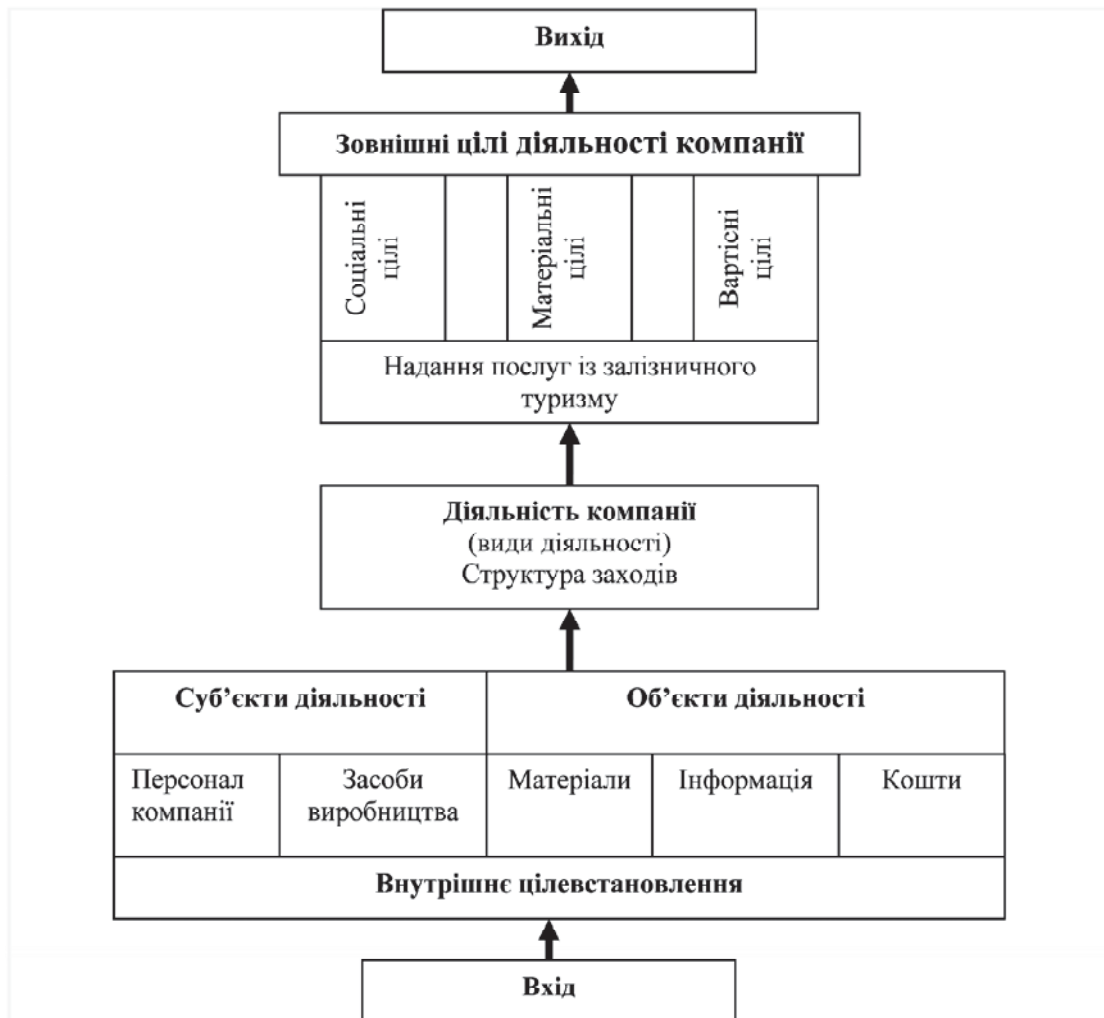 Вихід
Зовнішні цілі діяльності компанії
Соціальні
цілі
Матеріальні
цілі
Вартісні
цілі
Надання послуг із залізничного
туризму
Діяльність компанії
(види діяльності)
Структура заходів
Суб’єкти діяльності
Об’єкти діяльності
Персонал
компанії
Засоби
виробництва
Матеріали
Інформація
Кошти
Внутрішнє цілевстановлення
Вхід